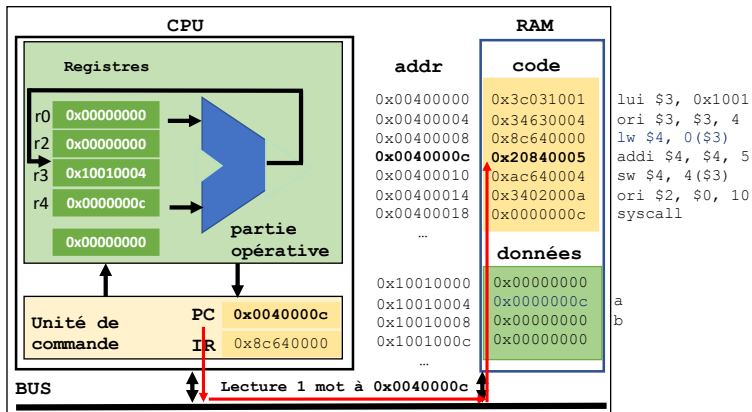 CPU
RAM
Registres
addr
code
r0 0x00000000
r2 0x00000000
r3 0x10010004
r4 0x0000000c
0x00000000
partie
opérative
0x00400000 0x3c031001 lui $3, 0x1001
0x00400004 0x34630004 ori $3, $3, 4
0x00400008 0x8c640000 lw $4, 0($3)
0x0040000c 0x20840005 addi $4, $4, 5
0x00400010 0xac640004 sw $4, 4($3)
0x00400014 0x3402000a ori $2, $0, 10
0x00400018 0x0000000c syscall
…
données
0x10010000 0x00000000
0x10010004 0x0000000c a
0x10010008 0x00000000 b
0x1001000c 0x00000000
…
Unité de
commande
PC 0x0040000c
IR 0x8c640000
BUS
Lecture 1 mot à 0x0040000c